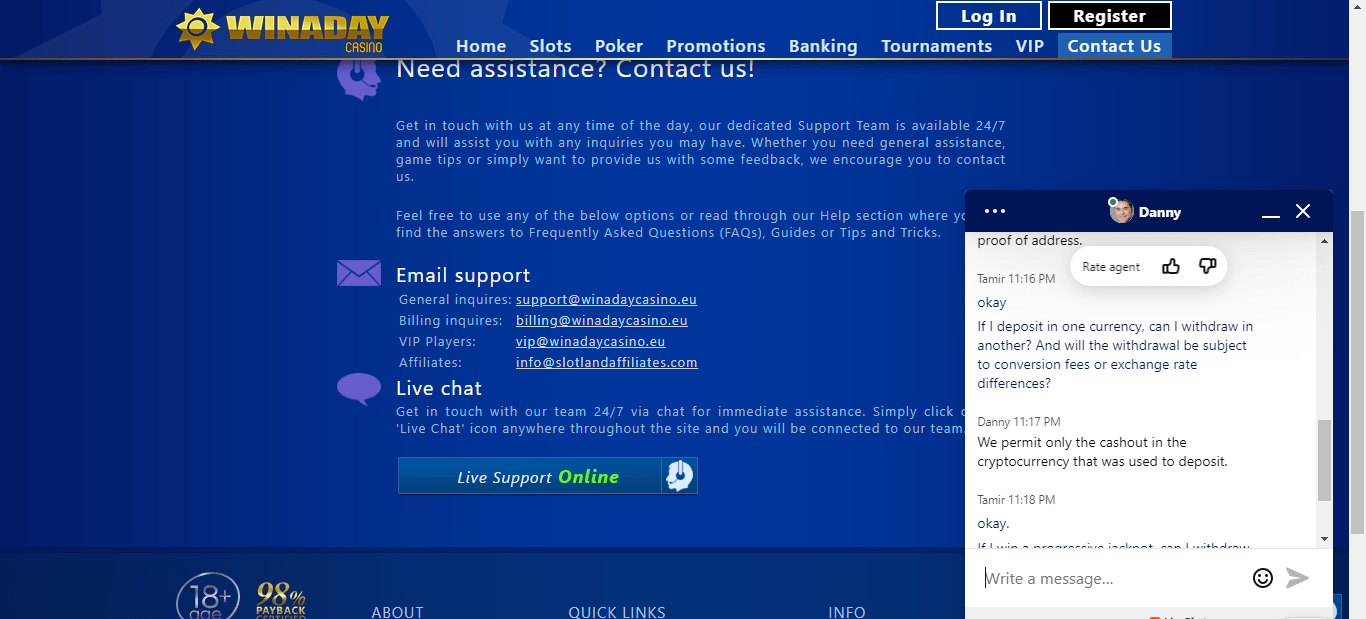 WINADAY
CASINO
Log In
Register
Home
Slots
Poker
Promotions
Banking
Tournaments
VIP
Contact Us
Need assistance? Contact us!
Get in touch with us at any time of the day, our dedicated Support Team is available 24/7
and will assist you with any inquiries you may have. Whether you need general assistance,
game tips or simply want to provide us with some feedback, we encourage you to contact
us.
Feel free to use any of the below options or read through our Help section where yo
find the answers to Frequently Asked Questions (FAQs), Guides or Tips and Tricks.
Email support
General inquires: support@winadaycasino.eu
Billing inquires: billing@winadaycasino.eu
VIP Players: vip@winadaycasino.eu
Affiliates: info@slotlandaffiliates.com
Live chat
Get in touch with our team 24/7 via chat for immediate assistance. Simply click
'Live Chat' icon anywhere throughout the site and you will be connected to our team.
Live Support Online
18+
age
98%
PAYBACK
CERTIFIED
ABOUT
QUICK LINKS
INFO
Danny
proof of address.
Rate agent
Tamir 11:16 PM
okay
If I deposit in one currency, can I withdraw in
another? And will the withdrawal be subject
to conversion fees or exchange rate
differences?
Danny 11:17 PM
We permit only the cashout in the
cryptocurrency that was used to deposit.
Tamir 11:18 PM
okay.
If I win a progressive jackpot, can I withdraw
Write a message...